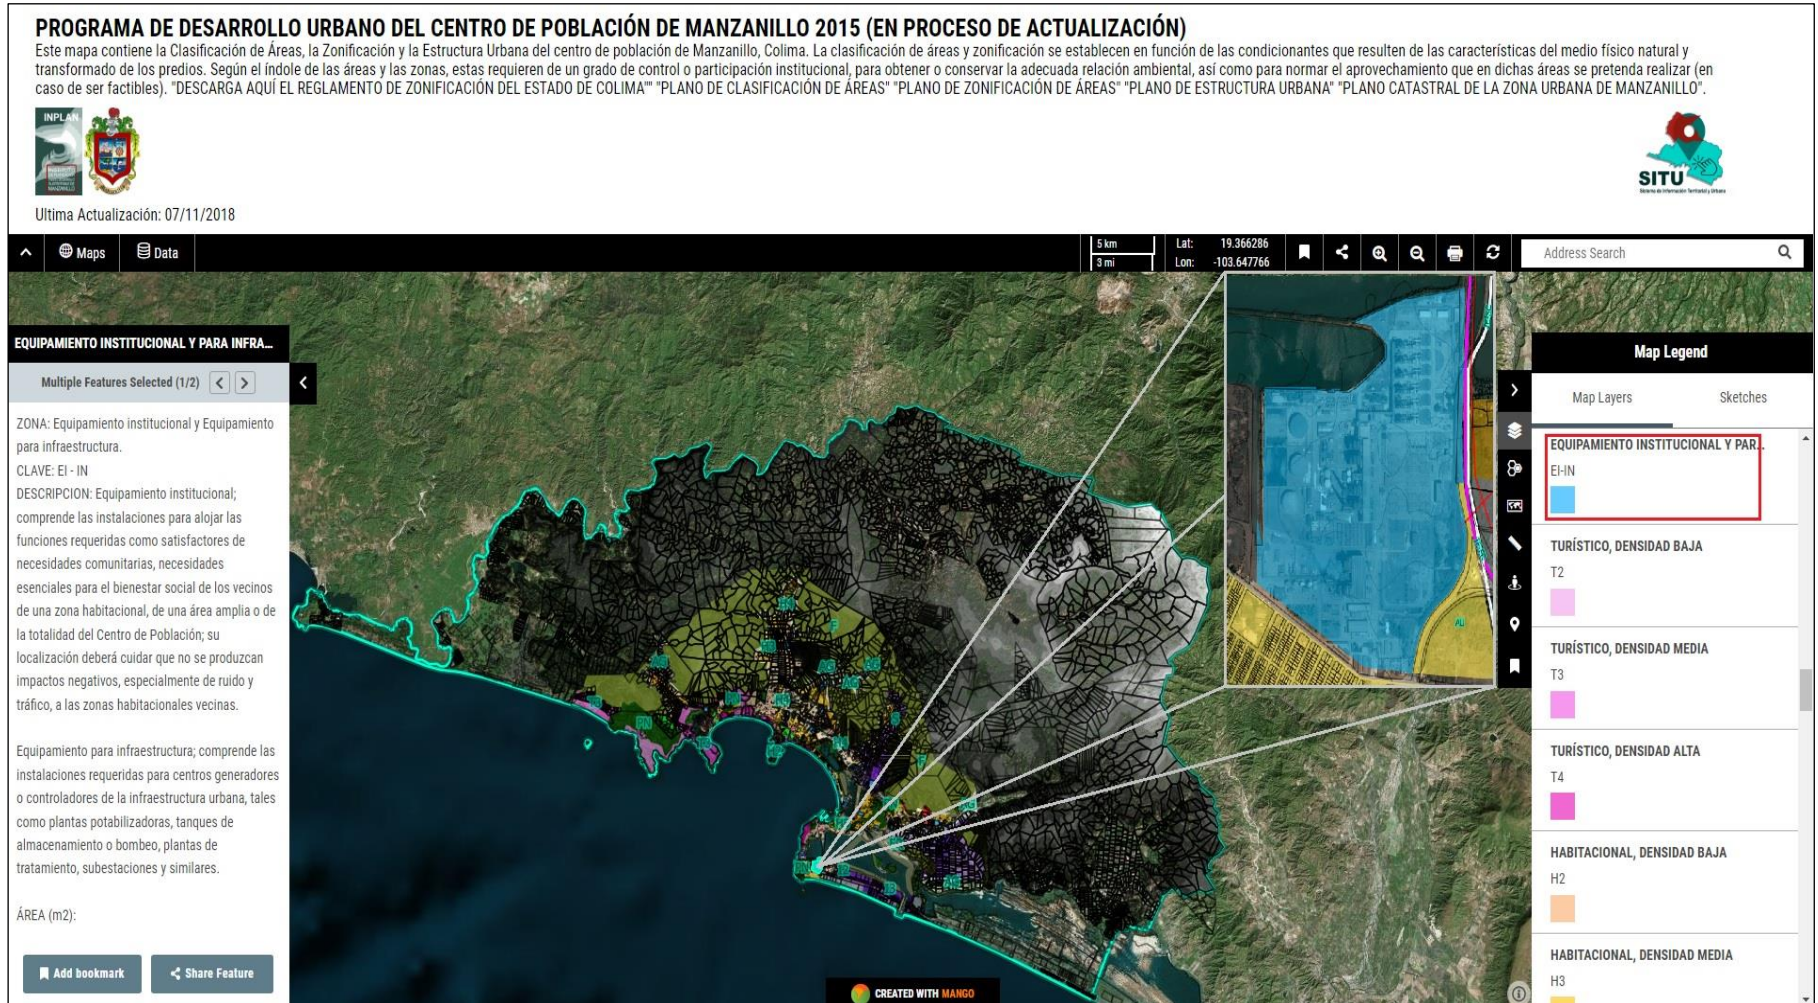 PROGRAMA DE DESARROLLO URBANO DEL CENTRO DE POBLACIÓN DE MANZANILLO 2015 (EN PROCESO DE ACTUALIZACIÓN)
Este mapa contiene la Clasificación de Áreas, la Zonificación y la Estructura Urbana del centro de población de Manzanillo, Colima. La clasificación de áreas y zonificación se establecen en función de las condicionantes que resulten de las características del medio físico natural y
transformado de los predios. Según el índole de las áreas y las zonas, estas requieren de un grado de control o participación institucional, para obtener o conservar la adecuada relación ambiental, así como para normar el aprovechamiento que en dichas áreas se pretenda realizar (en
caso de ser factibles). "DESCARGA AQUÍ EL REGLAMENTO DE ZONIFICACIÓN DEL ESTADO DE COLIMA"" "PLANO DE CLASIFICACIÓN DE ÁREAS" "PLANO DE ZONIFICACIÓN DE ÁREAS" "PLANO DE ESTRUCTURA URBANA" "PLANO CATASTRAL DE LA ZONA URBANA DE MANZANILLO".
INPLAN
SITU
Sistema de Información Territorial y Urbano
Ultima Actualización: 07/11/2018
Maps
Data
5 km
3 mi
Lat: 19.366286
Lon: -103.647766
Address Search
EQUIPAMIENTO INSTITUCIONAL Y PARA INFRA...
Multiple Features Selected (1/2)
ZONA: Equipamiento institucional y Equipamiento
para infraestructura.
CLAVE: EI - IN
DESCRIPCION: Equipamiento institucional;
comprende las instalaciones para alojar las
funciones requeridas como satisfactores de
necesidades comunitarias, necesidades
esenciales para el bienestar social de los vecinos
de una zona habitacional, de una área amplia o de
la totalidad del Centro de Población; su
localización deberá cuidar que no se produzcan
impactos negativos, especialmente de ruido y
tráfico, a las zonas habitacionales vecinas.
Equipamiento para infraestructura; comprende las
instalaciones requeridas para centros generadores
o controladores de la infraestructura urbana, tales
como plantas potabilizadoras, tanques de
almacenamiento o bombeo, plantas de
tratamiento, subestaciones y similares.
ÁREA (m2):
Add bookmark
Share Feature
F
AG
PN
F
CREATED WITH MANGO
Map Legend
Map Layers
Sketches
EQUIPAMIENTO INSTITUCIONAL Y PAR...
EI-IN
TURÍSTICO, DENSIDAD BAJA
T2
TURÍSTICO, DENSIDAD MEDIA
T3
TURÍSTICO, DENSIDAD ALTA
T4
HABITACIONAL, DENSIDAD BAJA
H2
HABITACIONAL, DENSIDAD MEDIA
H3